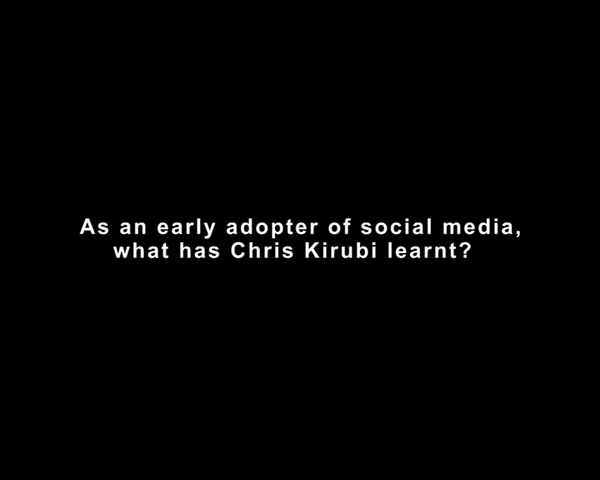 As an early adopter of social media,
what has Chris Kirubi learnt?